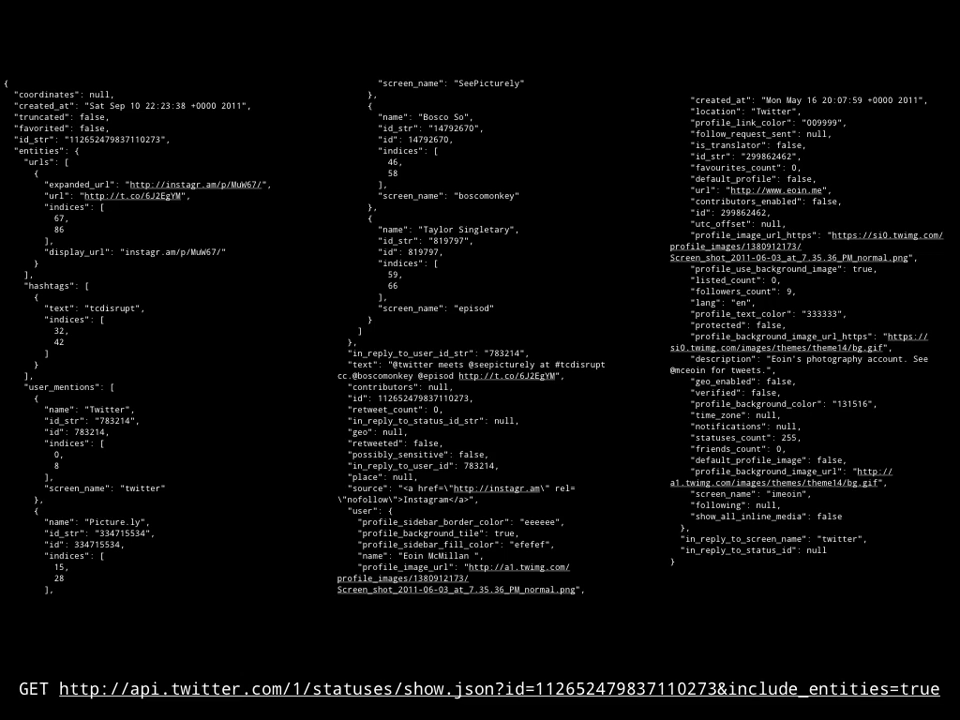 {
"coordinates": null,
"created_at": "Sat Sep 10 22:23:38 +0000 2011",
"truncated": false,
"favorited": false,
"id_str": "112652479837110273",
"entities": {
"urls": [
{
"expanded_url": "http://instagr.am/p/MuW67/",
"url": "http://t.co/6J2EgYM",
"indices": [
67,
86
],
"display_url": "instagr.am/p/MuW67/"
}
],
"hashtags": [
{
"text": "tcdisrupt",
"indices": [
32,
42
]
}
],
"user_mentions": [
{
"name": "Twitter",
"id_str": "783214",
"id": 783214,
"indices": [
0,
8
],
"screen_name": "twitter"
},
{
"name": "Picture.ly",
"id_str": "334715534",
"id": 334715534,
"indices": [
15,
28
],
"screen_name": "SeePicturely"
},
{
"name": "Bosco So",
"id_str": "14792670",
"id": 14792670,
"indices": [
46,
58
],
"screen_name": "boscomonkey"
},
{
"name": "Taylor Singletary",
"id_str": "819797",
"id": 819797,
"indices": [
59,
66
],
"screen_name": "episod"
}
]
},
"in_reply_to_user_id_str": "783214",
"text": "@twitter meets @seepicturely at #tcdisrupt
cc.@boscomonkey @episod http://t.co/6J2EgYM",
"contributors": null,
"id": 112652479837110273,
"retweet_count": 0,
"in_reply_to_status_id_str": null,
"geo": null,
"retweeted": false,
"possibly_sensitive": false,
"in_reply_to_user_id": 783214,
"place": null,
"source": "<a href=\"http://instagr.am\" rel=
\"nofollow\">Instagram</a>",
"user": {
"profile_sidebar_border_color": "eeeeee",
"profile_background_tile": true,
"profile_sidebar_fill_color": "efefef",
"name": "Eoin McMillan ",
"profile_image_url": "http://a1.twimg.com/
profile_images/1380912173/
Screen_shot_2011-06-03_at_7.35.36_PM_normal.png",
"created_at": "Mon May 16 20:07:59 +0000 2011",
"location": "Twitter",
"profile_link_color": "009999",
"follow_request_sent": null,
"is_translator": false,
"id_str": "299862462",
"favourites_count": 0,
"default_profile": false,
"url": "http://www.eoin.me",
"contributors_enabled": false,
"id": 299862462,
"utc_offset": null,
"profile_image_url_https": "https://si0.twimg.com/
profile_images/1380912173/
Screen_shot_2011-06-03_at_7.35.36_PM_normal.png",
"profile_use_background_image": true,
"listed_count": 0,
"followers_count": 9,
"lang": "en",
"profile_text_color": "333333",
"protected": false,
"profile_background_image_url_https": "https://
si0.twimg.com/images/themes/theme14/bg.gif",
"description": "Eoin's photography account. See
@mceoin for tweets.",
"geo_enabled": false,
"verified": false,
"profile_background_color": "131516",
"time_zone": null,
"notifications": null,
"statuses_count": 255,
"friends_count": 0,
"default_profile_image": false,
"profile_background_image_url": "http://
a1.twimg.com/images/themes/theme14/bg.gif",
"screen_name": "imeoin",
"following": null,
"show_all_inline_media": false
},
"in_reply_to_screen_name": "twitter",
"in_reply_to_status_id": null
}
GET http://api.twitter.com/1/statuses/show.json?id=112652479837110273&include_entities=true